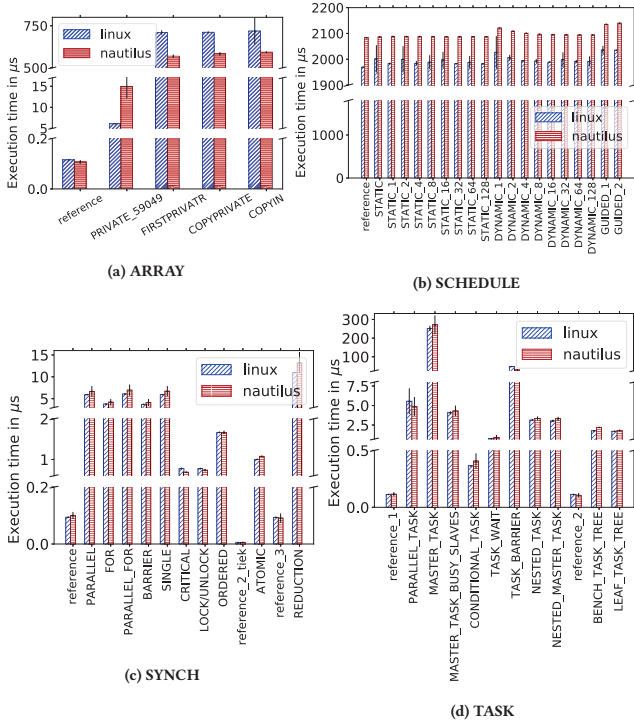 Execution time in µs
750
500
15
5
0.2
0.0
linux
nautilus
reference
PRIVATE_59049
FIRSTPRIVATR
COPYPRIVATE
COPYIN
(a) ARRAY
Execution time in µs
2200
2100
2000
1900
1000
0
linux
nautilus
reference
STATIC
STATIC_1
STATIC_2
STATIC_4
STATIC_8
STATIC_16
STATIC_32
STATIC_64
STATIC_128
DYNAMIC_1
DYNAMIC_2
DYNAMIC_4
DYNAMIC_8
DYNAMIC_16
DYNAMIC_32
DYNAMIC_64
DYNAMIC_128
GUIDED_1
GUIDED_2
(b) SCHEDULE
Execution time in µs
15
10
5
2
1
0.2
0.0
linux
nautilus
reference
PARALLEL
FOR
PARALLEL_FOR
BARRIER
SINGLE
CRITICAL
LOCK/UNLOCK
ORDERED
reference_2_tiek
ATOMIC
reference_3
REDUCTION
(c) SYNCH
Execution time in µs
300
200
100
7.5
5.0
2.5
0.5
0.0
linux
nautilus
reference_1
PARALLEL_TASK
MASTER_TASK
MASTER_TASK_BUSY_SLAVES
CONDITIONAL_TASK
TASK_WAIT
TASK_BARRIER
NESTED_TASK
NESTED_MASTER_TASK
reference_2
BENCH_TASK_TREE
LEAF_TASK_TREE
(d) TASK